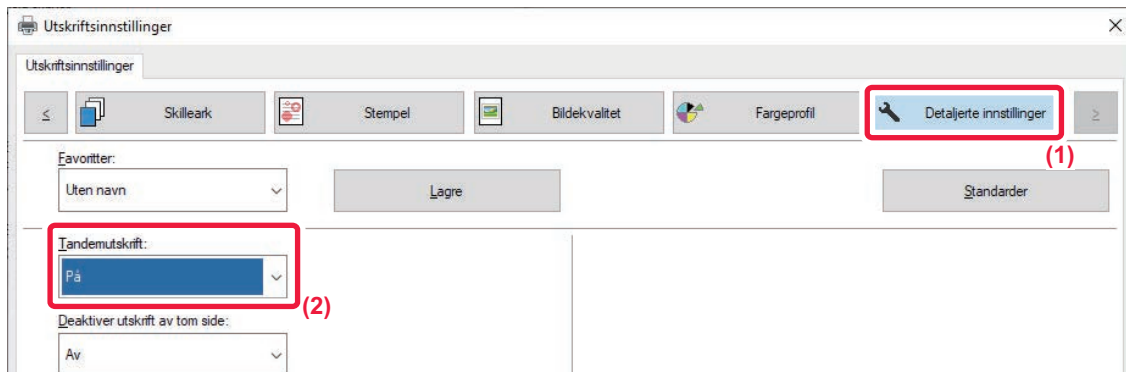 Utskriftsinnstillinger
Utskriftsinnstillinger
< Skilleark Stempel Bildekvalitet Fargeprofil Detaljerte innstillinger >
(1)
Favoritter:
Uten navn Lagre Standarder
Tandemutskrift:
På
(2)
Deaktiver utskrift av tom side:
Av